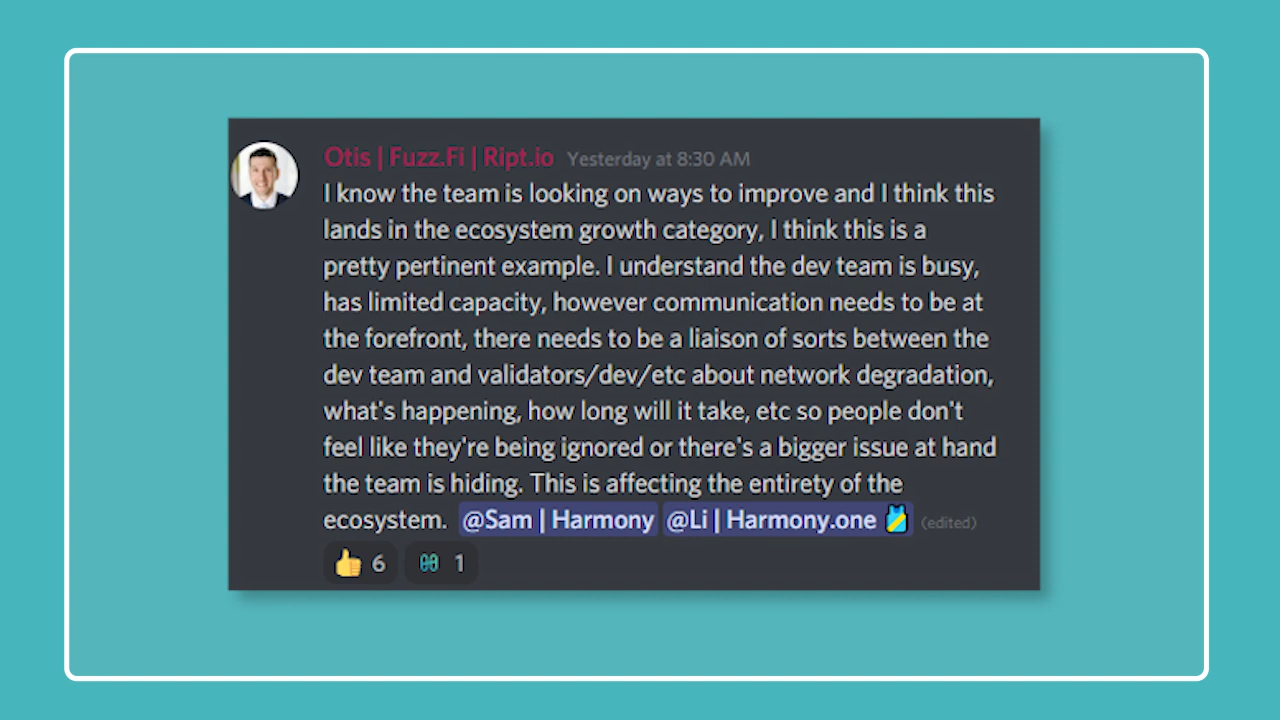 Otis | Fuzz.Fi | Ript.io Yesterday at 8:30 AM
I know the team is looking on ways to improve and I think this
lands in the ecosystem growth category, I think this is a
pretty pertinent example. I understand the dev team is busy,
has limited capacity, however communication needs to be at
the forefront, there needs to be a liaison of sorts between the
dev team and validators/dev/etc about network degradation,
what's happening, how long will it take, etc so people don't
feel like they're being ignored or there's a bigger issue at hand
the team is hiding. This is affecting the entirety of the
ecosystem. @Sam | Harmony @Li | Harmony.one (edited)
6 1